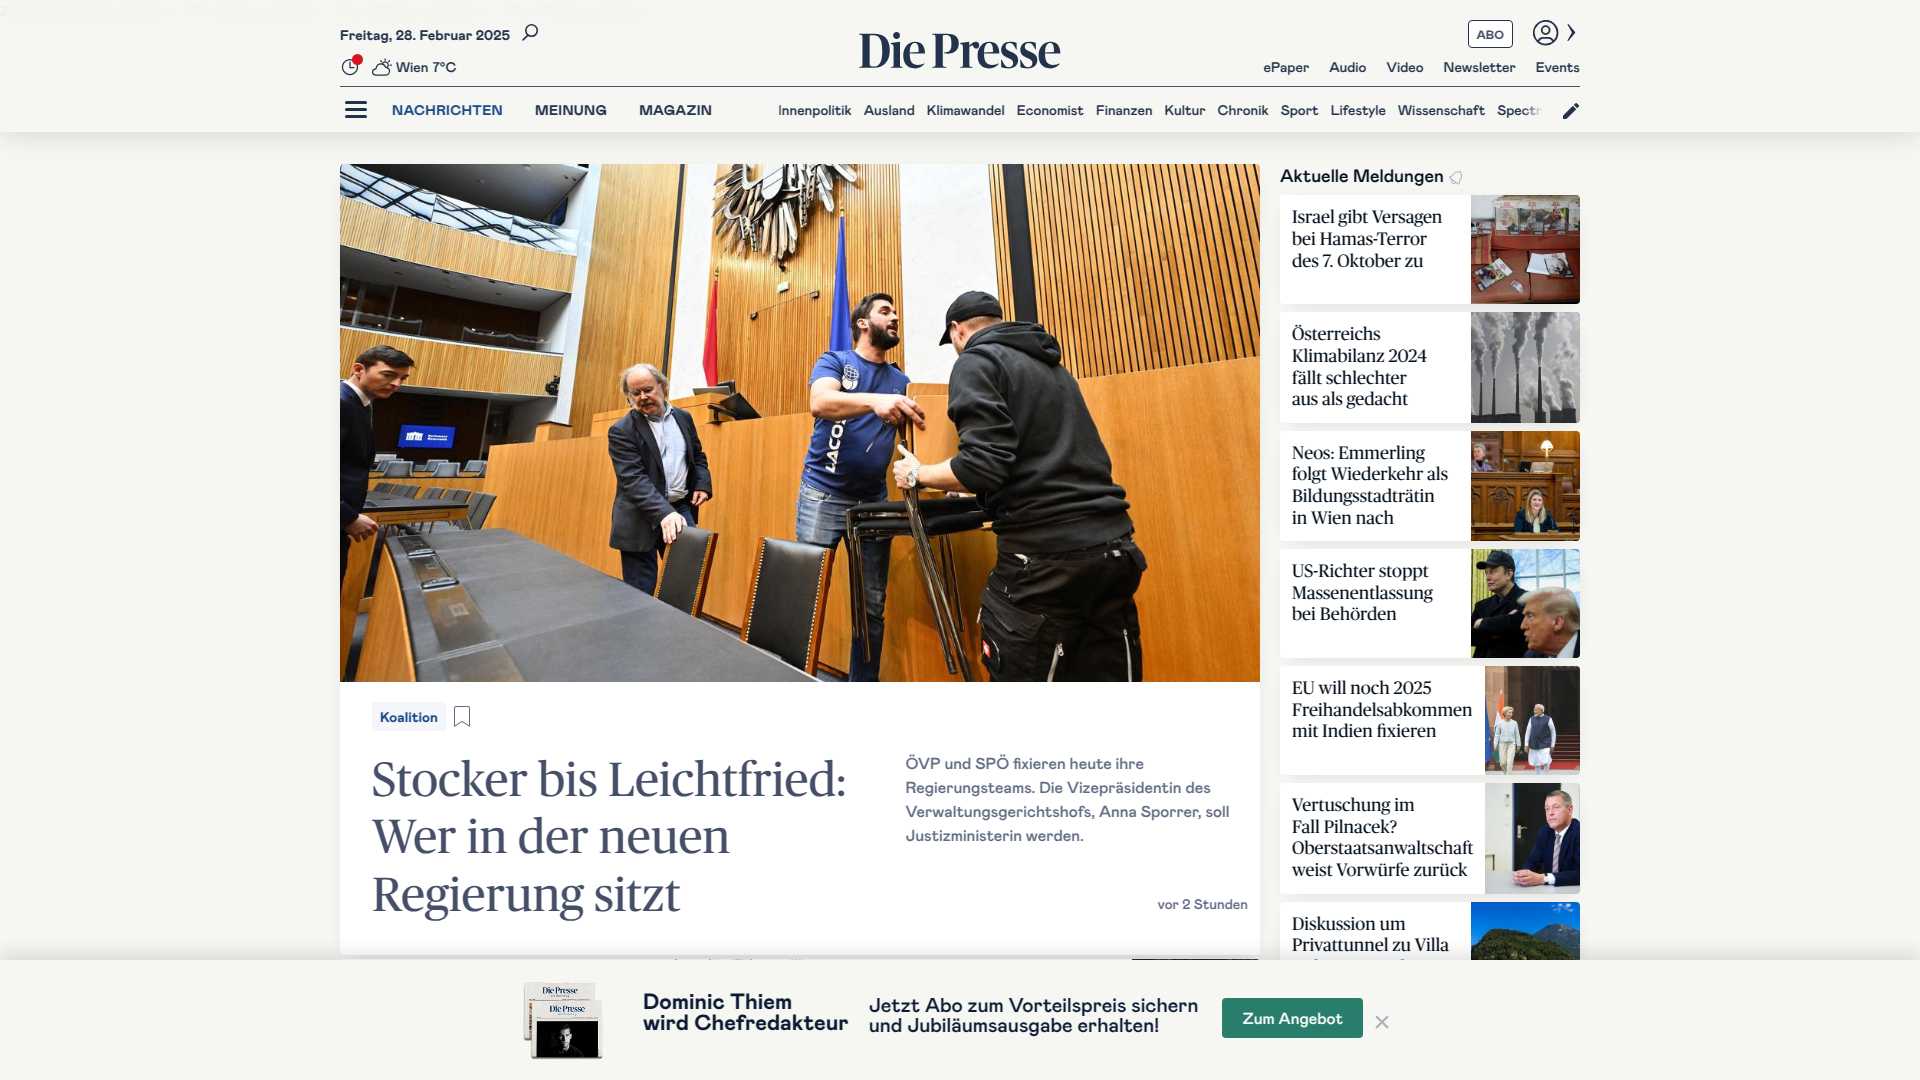 Freitag, 28. Februar 2025
Wien 7°C
Die Presse
ABO
ePaper Audio Video Newsletter Events
NACHRICHTEN MEINUNG MAGAZIN
Innenpolitik Ausland Klimawandel Economist Finanzen Kultur Chronik Sport Lifestyle Wissenschaft Spectr
LACOS
Koalition
Stocker bis Leichtfried:
Wer in der neuen
Regierung sitzt
ÖVP und SPÖ fixieren heute ihre
Regierungsteams. Die Vizepräsidentin des
Verwaltungsgerichtshofs, Anna Sporrer, soll
Justizministerin werden.
vor 2 Stunden
Aktuelle Meldungen
Israel gibt Versagen
bei Hamas-Terror
des 7. Oktober zu
Österreichs
Klimabilanz 2024
fällt schlechter
aus als gedacht
Neos: Emmerling
folgt Wiederkehr als
Bildungsstadträtin
in Wien nach
US-Richter stoppt
Massenentlassung
bei Behörden
EU will noch 2025
Freihandelsabkommen
mit Indien fixieren
Vertuschung im
Fall Pilnacek?
Oberstaatsanwaltschaft
weist Vorwürfe zurück
Diskussion um
Privattunnel zu Villa
Die Presse
Die Presse
Dominic Thiem
wird Chefredakteur
Jetzt Abo zum Vorteilspreis sichern
und Jubiläumsausgabe erhalten!
Zum Angebot